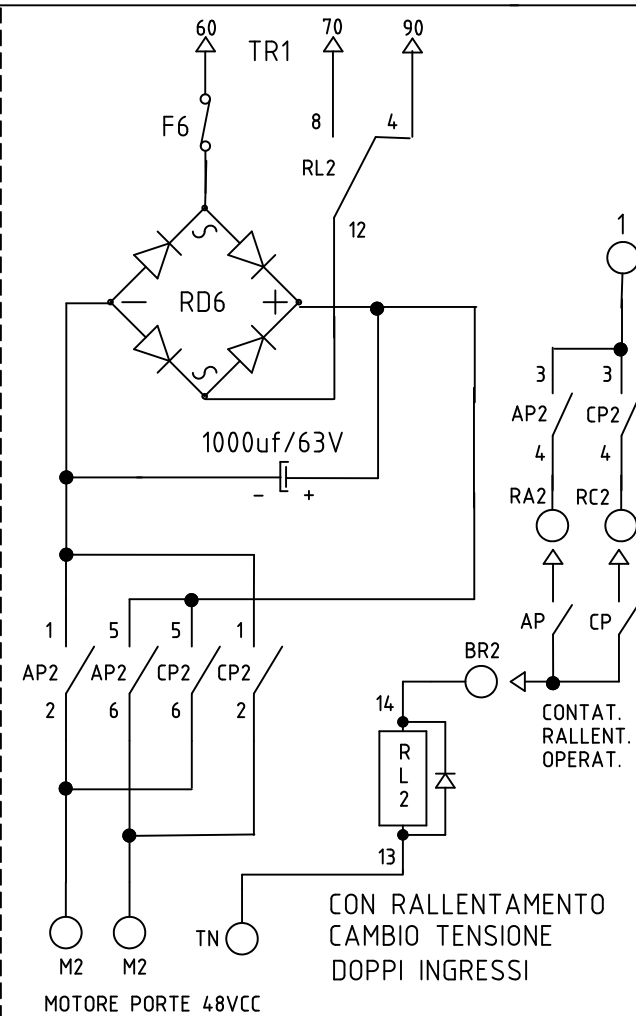 60 70 90
TR1
F6
8 4
RL2
12
1
RD6
− +
3 3
AP2 CP2
4 4
1000uf/63V
− +
RA2 RC2
AP CP
1 5 5 1
AP2 AP2 CP2 CP2
2 6 6 2
BR2
14
CONTAT.
RALLENT.
OPERAT.
R
L
2
13
TN
M2 M2
CON RALLENTAMENTO
CAMBIO TENSIONE
DOPPI INGRESSI
MOTORE PORTE 48VCC